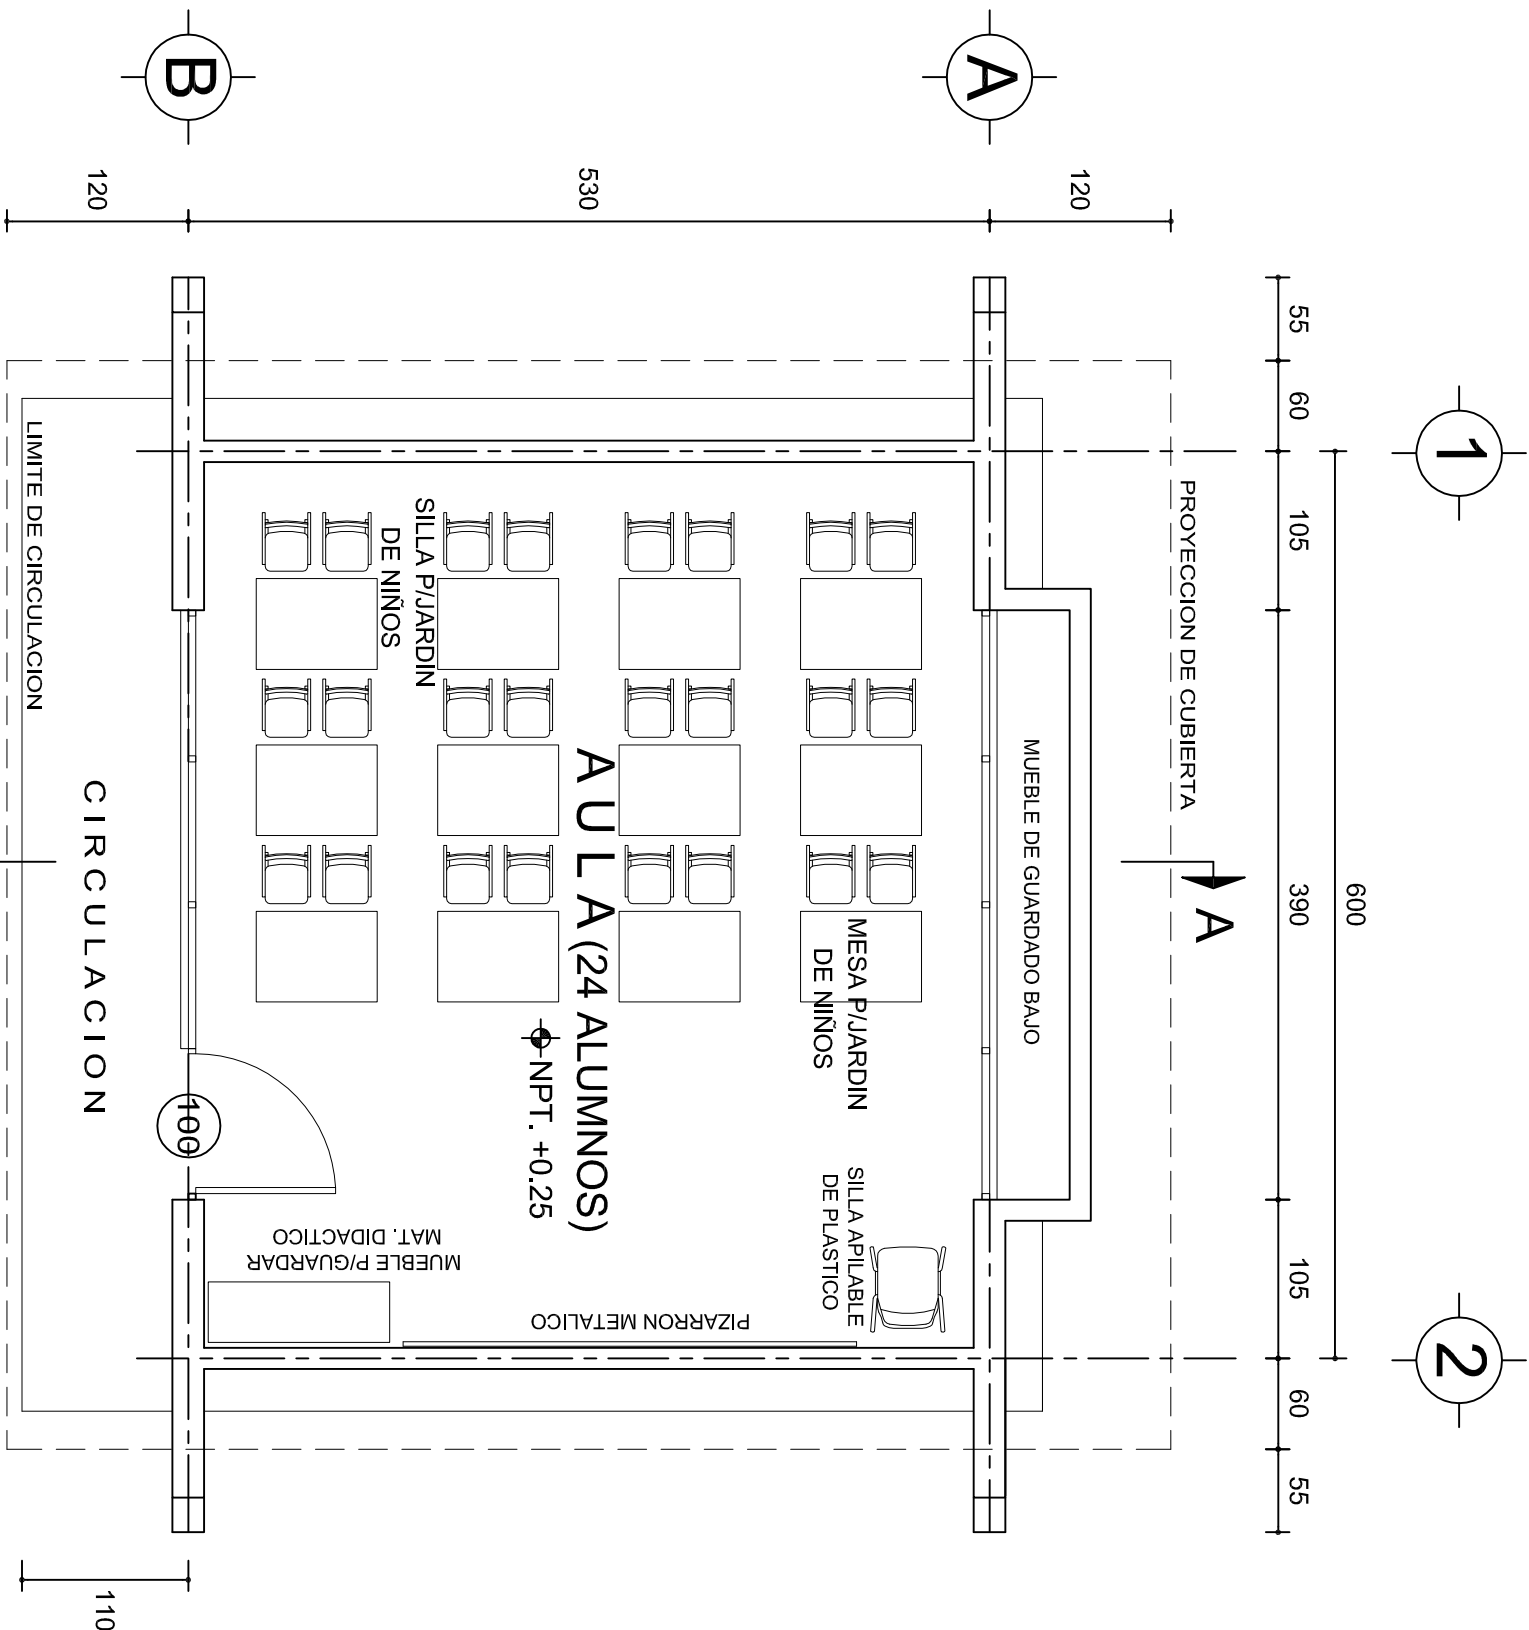 1
2
600
55
60
105
390
105
60
55
A
PROYECCION DE CUBIERTA
A
120
MUEBLE DE GUARDADO BAJO
MESA P/JARDIN
DE NIÑOS
SILLA APILABLE
DE PLASTICO
530
A U L A (24 ALUMNOS)
NPT. +0.25
PIZARRON METALICO
SILLA P/JARDIN
DE NIÑOS
MUEBLE P/GUARDAR
MAT. DIDACTICO
B
100
120
C I R C U L A C I O N
LIMITE DE CIRCULACION
110